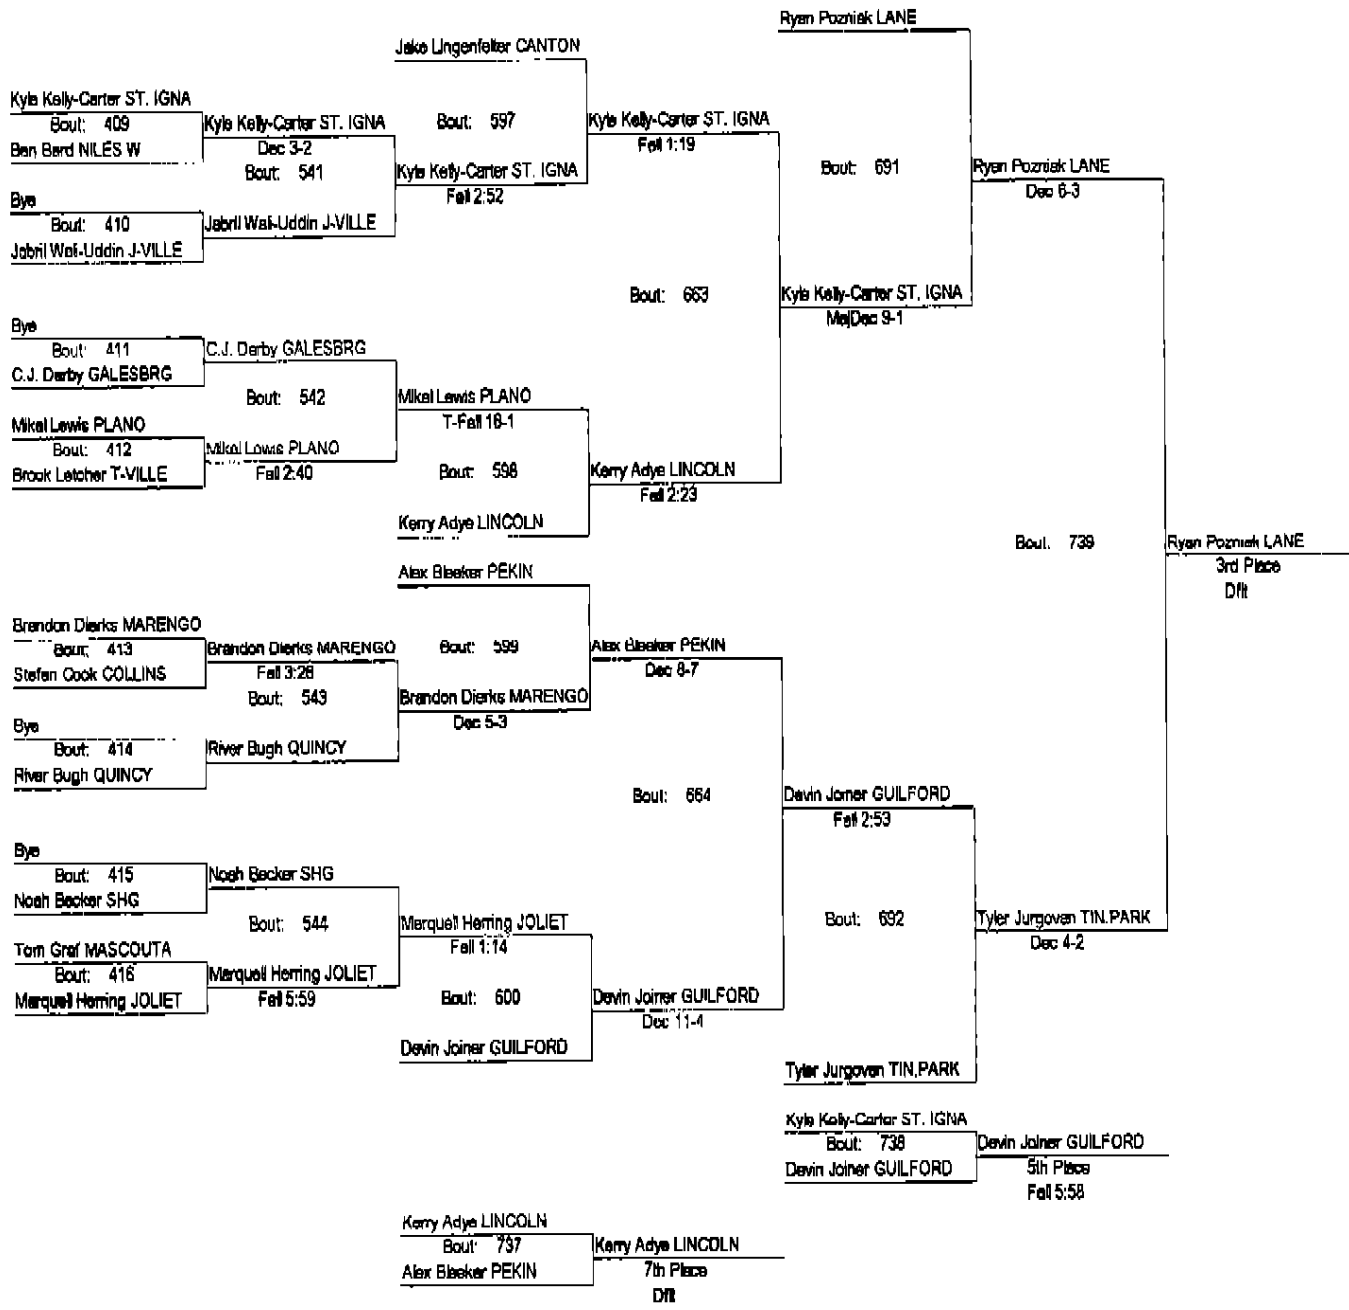 Ryan Pozniak LANE
Jake Lingenfelter CANTON
Kyle Kelly-Carter ST. IGNA
Bout: 409
Ben Bard NILES W
Kyle Kelly-Carter ST. IGNA
Dec 3-2
Bout: 541
Bye
Bout: 410
Jabril Wali-Uddin J-VILLE
Jabril Wali-Uddin J-VILLE
Bout: 597
Kyle Kelly-Carter ST. IGNA
Fall 2:52
Kyle Kelly-Carter ST. IGNA
Fall 1:19
Bout: 691
Ryan Pozniak LANE
Dec 6-3
Bout: 663
Kyle Kelly-Carter ST. IGNA
MajDec 9-1
Bye
Bout: 411
C.J. Darby GALESBRG
C.J. Darby GALESBRG
Bout: 542
Mikal Lewis PLANO
Bout: 412
Brook Letcher T-VILLE
Mikal Lewis PLANO
Fall 2:40
Mikal Lewis PLANO
T-Fall 16-1
Bout: 598
Kerry Adye LINCOLN
Kerry Adye LINCOLN
Fall 2:23
Bout: 739
Ryan Pozniak LANE
3rd Place
Dflt
Alex Bleeker PEKIN
Brandon Dierks MARENGO
Bout: 413
Stefan Cook COLLINS
Brandon Dierks MARENGO
Fall 3:28
Bout: 543
Bye
Bout: 414
River Bugh QUINCY
River Bugh QUINCY
Bout: 599
Brandon Dierks MARENGO
Dec 5-3
Alex Bleeker PEKIN
Dec 8-7
Bout: 664
Devin Joiner GUILFORD
Fall 2:53
Bye
Bout: 415
Noah Becker SHG
Noah Becker SHG
Bout: 544
Tom Graf MASCOUTA
Bout: 416
Marquell Herring JOLIET
Marquell Herring JOLIET
Fall 5:59
Marquell Herring JOLIET
Fall 1:14
Bout: 600
Devin Joiner GUILFORD
Devin Joiner GUILFORD
Dec 11-4
Bout: 692
Tyler Jurgovan TIN.PARK
Dec 4-2
Tyler Jurgovan TIN.PARK
Kyle Kelly-Carter ST. IGNA
Bout: 738
Devin Joiner GUILFORD
Devin Joiner GUILFORD
5th Place
Fall 5:58
Kerry Adye LINCOLN
Bout: 737
Alex Bleeker PEKIN
Kerry Adye LINCOLN
7th Place
Dflt